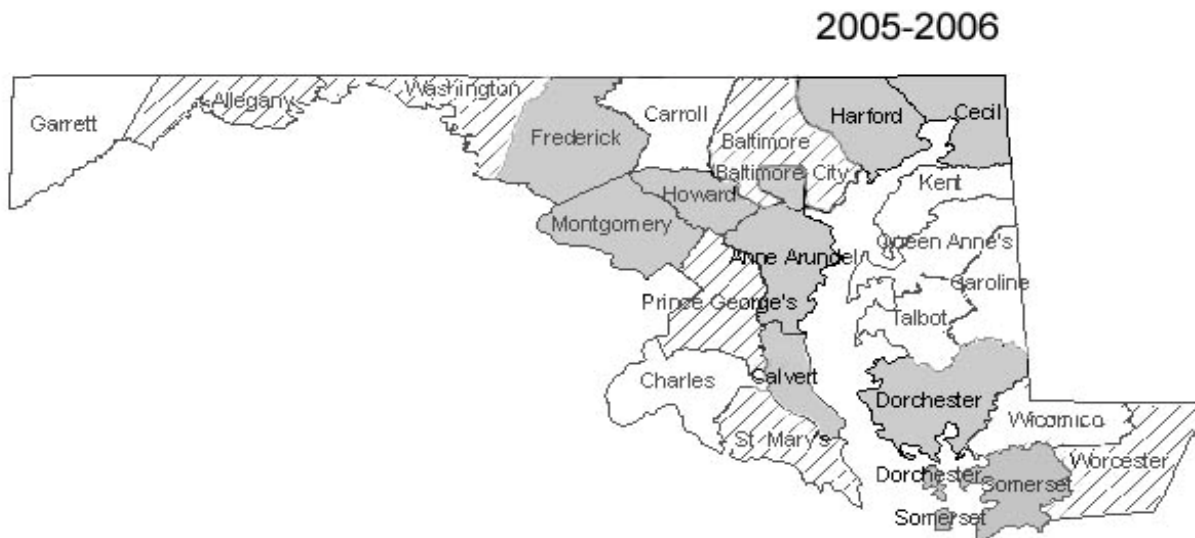 2005-2006
Garrett
Allegany
Washington
Frederick
Carroll
Baltimore
Harford
Cecil
Baltimore City
Howard
Montgomery
Kent
Queen Anne's
Anne Arundel
Caroline
Prince George's
Talbot
Charles
Calvert
Dorchester
Wicomico
St. Mary's
Dorchester
Somerset
Worcester
Somerset